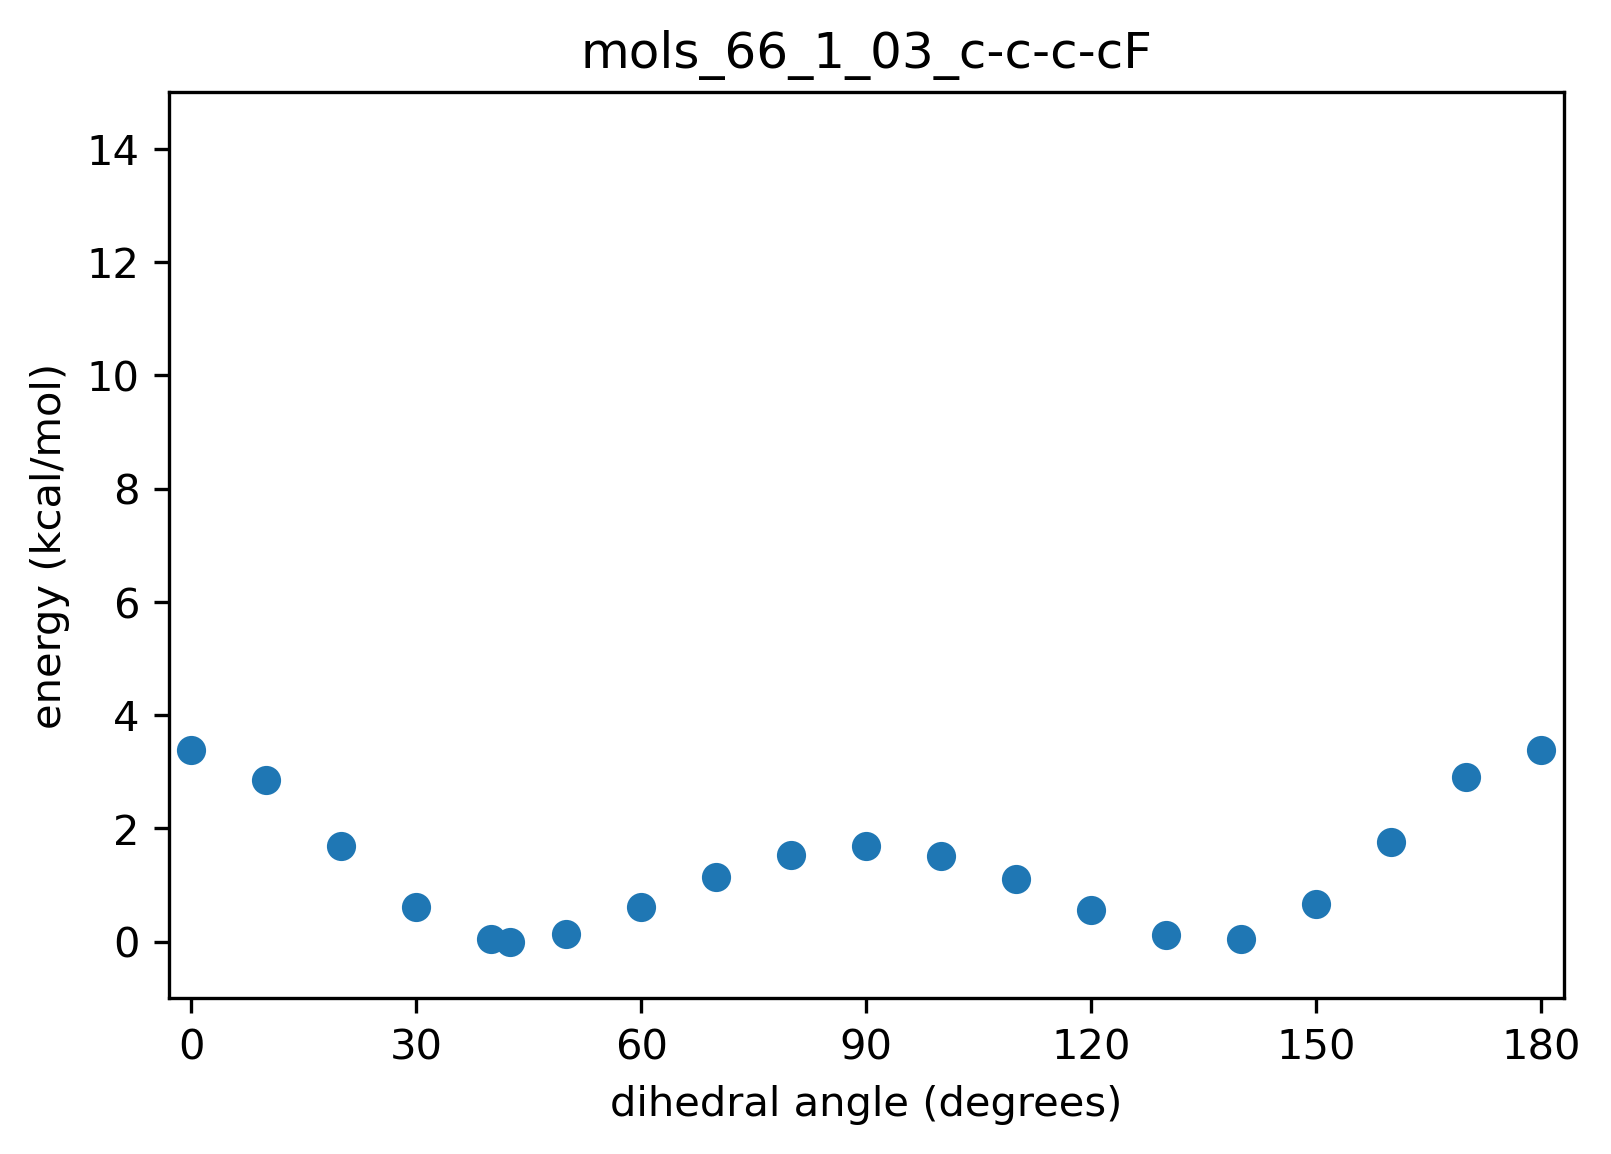 mols_66_1_03_c-c-c-cF
14
12
10
8
6
4
2
0
energy (kcal/mol)
0 30 60 90 120 150 180
dihedral angle (degrees)